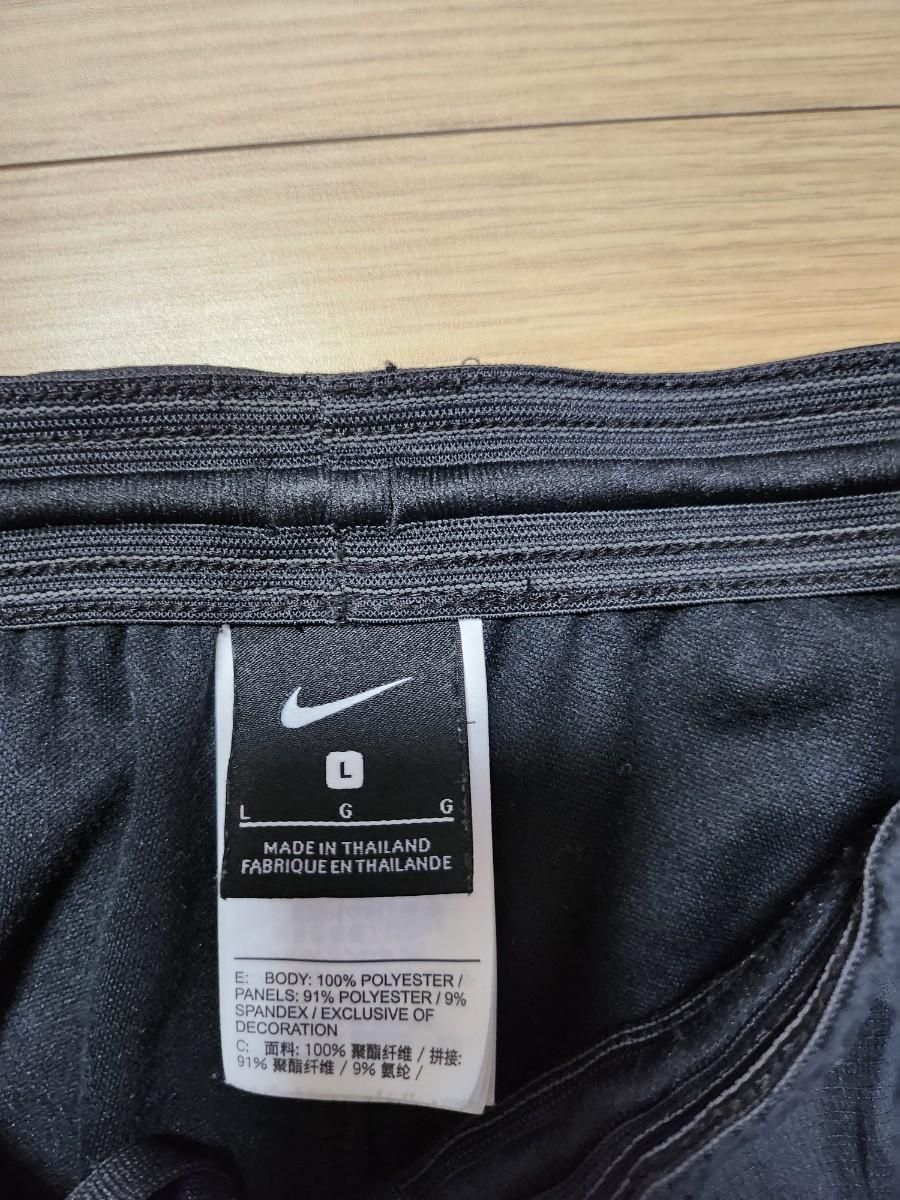 L
L G G
MADE IN THAILAND
FABRIQUE EN THAILANDE
E: BODY: 100% POLYESTER /
PANELS: 91% POLYESTER / 9%
SPANDEX / EXCLUSIVE OF
DECORATION
C: 面料: 100% 聚酯纤维 / 拼接:
91% 聚酯纤维 / 9% 氨纶 /